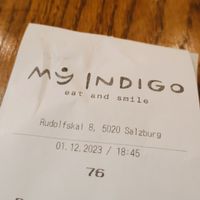 My INDIGO
eat and smile
Rudolfskai 8, 5020 Salzburg
01.12.2023 / 18:45
76